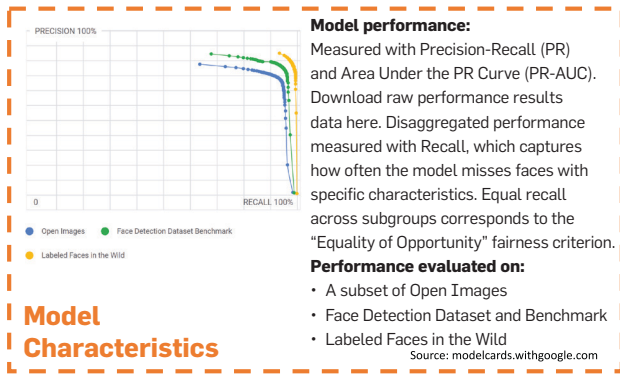 PRECISION 100%
0
RECALL 100%
Open Images
Face Detection Dataset Benchmark
Labeled Faces in the Wild
Model
Characteristics
Model performance:
Measured with Precision-Recall (PR)
and Area Under the PR Curve (PR-AUC).
Download raw performance results
data here. Disaggregated performance
measured with Recall, which captures
how often the model misses faces with
specific characteristics. Equal recall
across subgroups corresponds to the
“Equality of Opportunity” fairness criterion.
Performance evaluated on:
• A subset of Open Images
• Face Detection Dataset and Benchmark
• Labeled Faces in the Wild
Source: modelcards.withgoogle.com